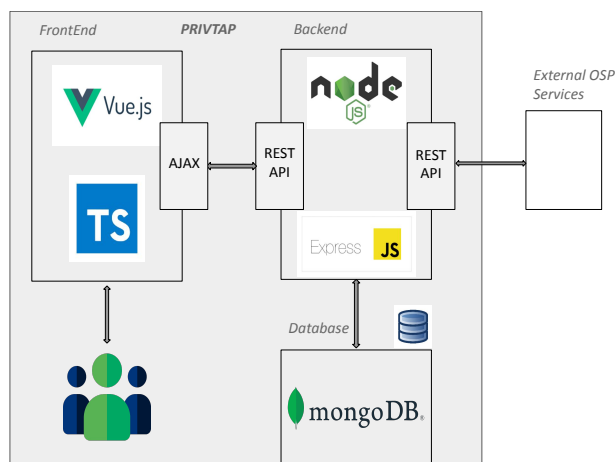 FrontEnd
PRIVTAP
Backend
Vue.js
node
JS
External OSP
Services
AJAX
REST
API
REST
API
TS
Express
JS
Database
mongoDB®